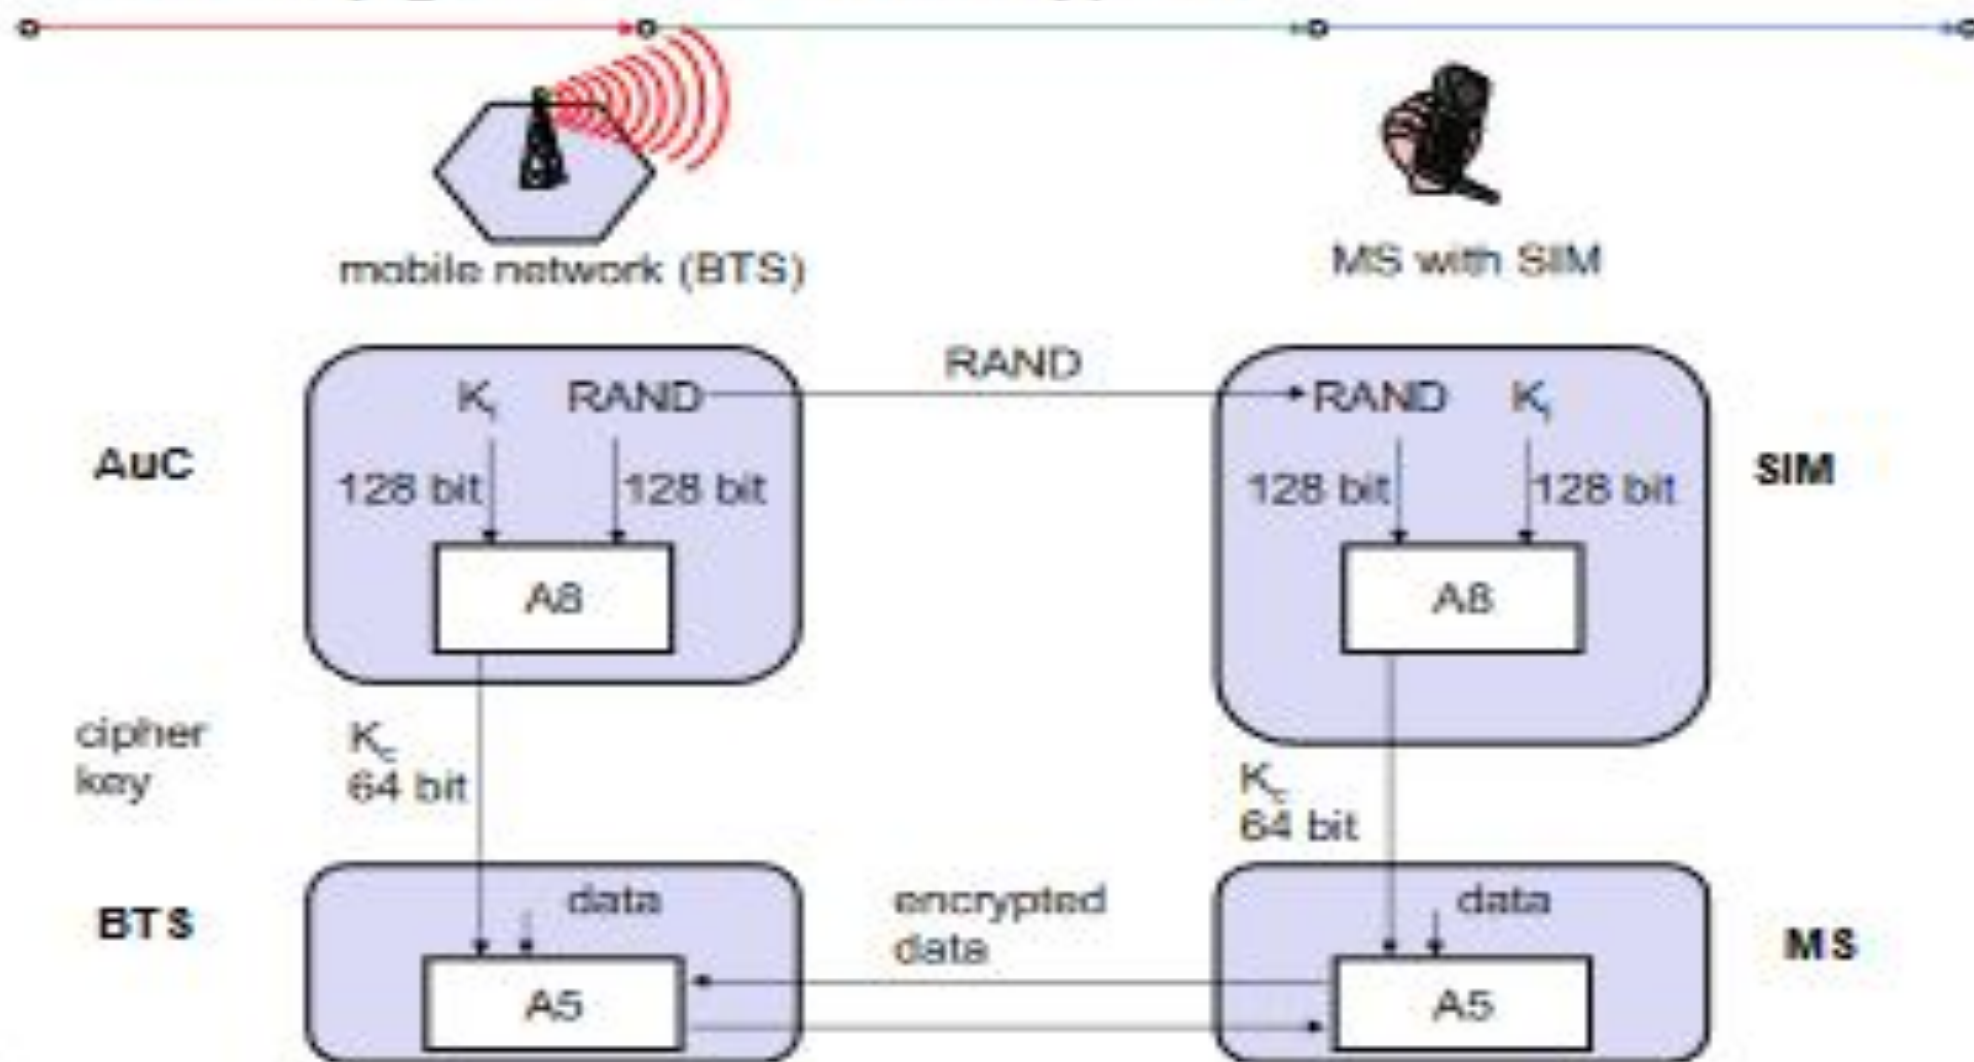 mobile network (BTS)
MS with SIM
RAND
Ki RAND
RAND Ki
AuC
SIM
128 bit 128 bit
128 bit 128 bit
A8
A8
cipher
key
Kc
64 bit
Kc
64 bit
BTS
data
encrypted
data
data
MS
A5
A5